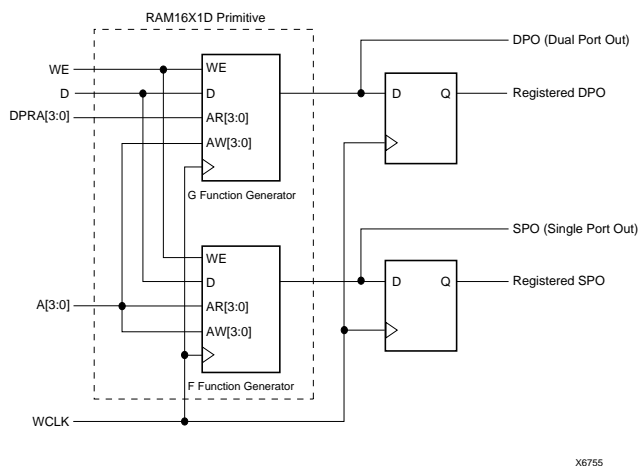 RAM16X1D Primitive
DPO (Dual Port Out)
WE
WE
D
D
D
Q
Registered DPO
DPRA[3:0]
AR[3:0]
AW[3:0]
G Function Generator
SPO (Single Port Out)
WE
D
D
Q
Registered SPO
A[3:0]
AR[3:0]
AW[3:0]
F Function Generator
WCLK
X6755